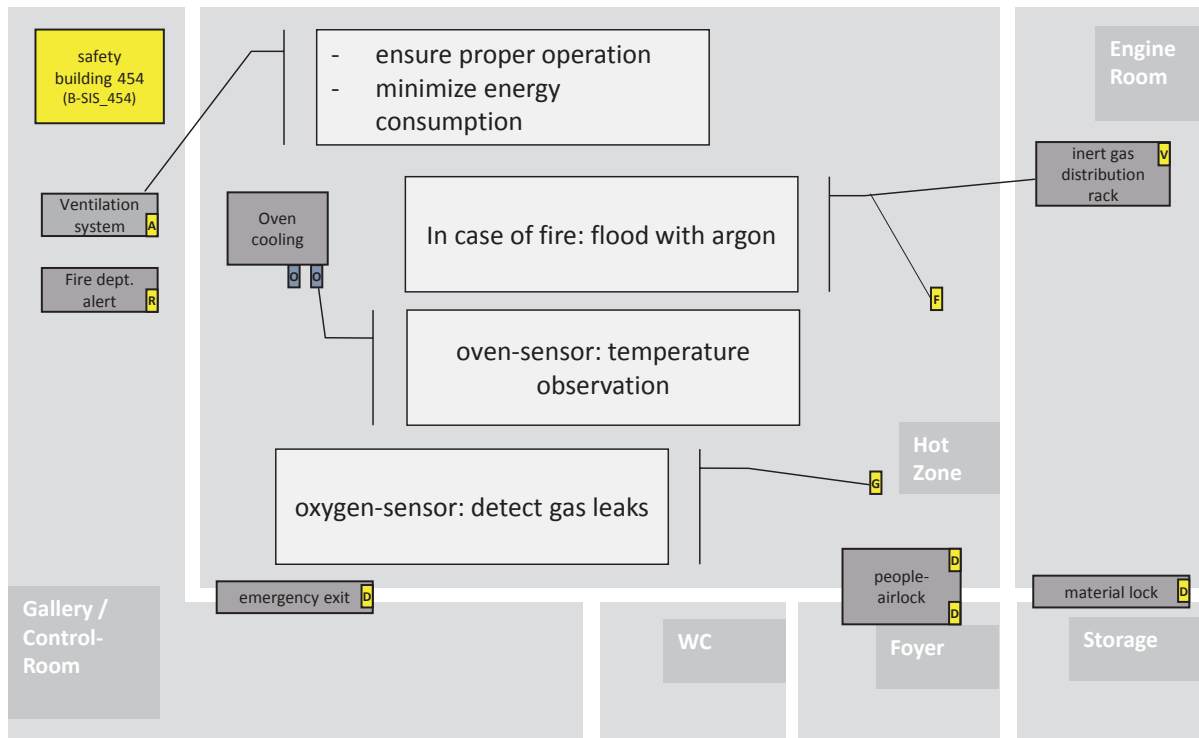 safety
building 454
(B-SIS_454)
- ensure proper operation
- minimize energy
consumption
Engine
Room
inert gas
distribution
rack
V
Ventilation
system
A
Oven
cooling
O
O
In case of fire: flood with argon
Fire dept.
alert
R
F
oven-sensor: temperature
observation
Hot
Zone
oxygen-sensor: detect gas leaks
G
emergency exit
D
people-
airlock
D
D
material lock
D
Gallery /
Control-
Room
WC
Foyer
Storage